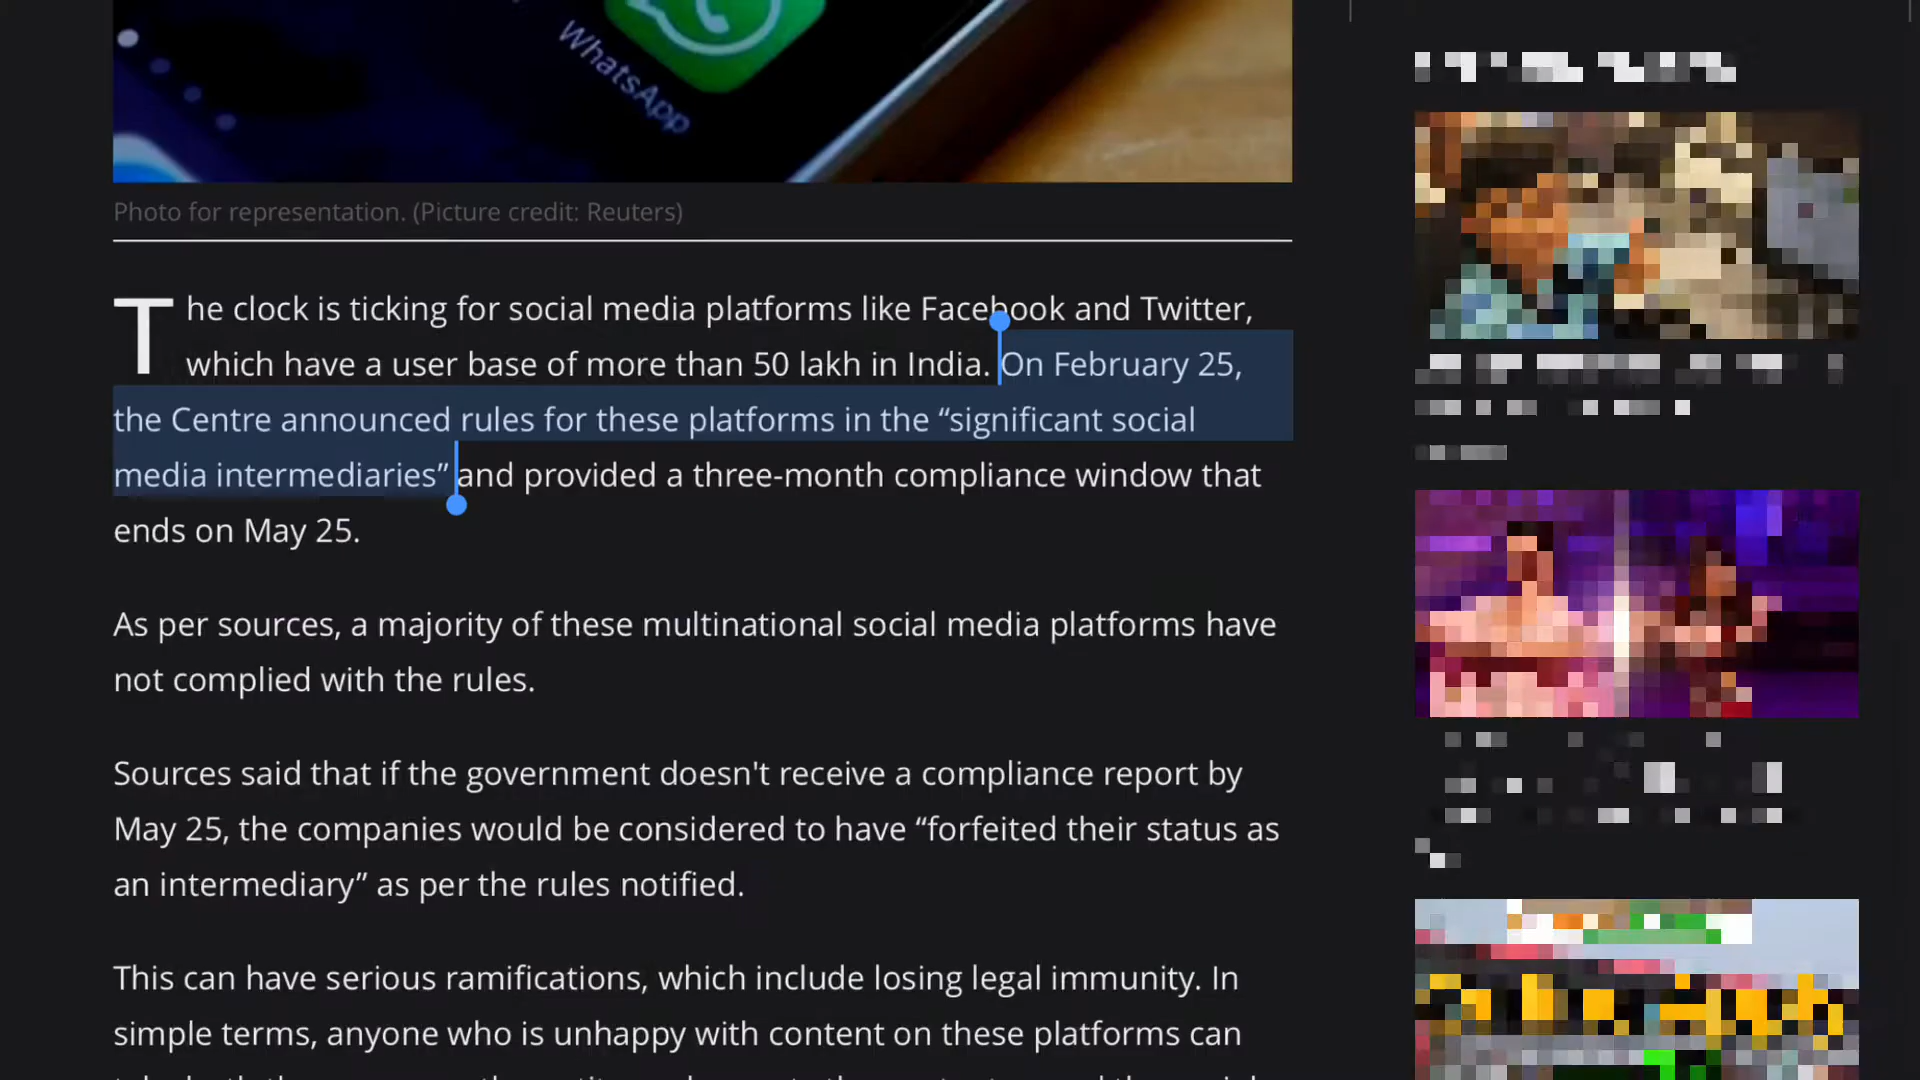 WhatsApp
Photo for representation. (Picture credit: Reuters)
The clock is ticking for social media platforms like Facebook and Twitter,
which have a user base of more than 50 lakh in India. On February 25,
the Centre announced rules for these platforms in the “significant social
media intermediaries” and provided a three-month compliance window that
ends on May 25.
As per sources, a majority of these multinational social media platforms have
not complied with the rules.
Sources said that if the government doesn't receive a compliance report by
May 25, the companies would be considered to have “forfeited their status as
an intermediary” as per the rules notified.
This can have serious ramifications, which include losing legal immunity. In
simple terms, anyone who is unhappy with content on these platforms can